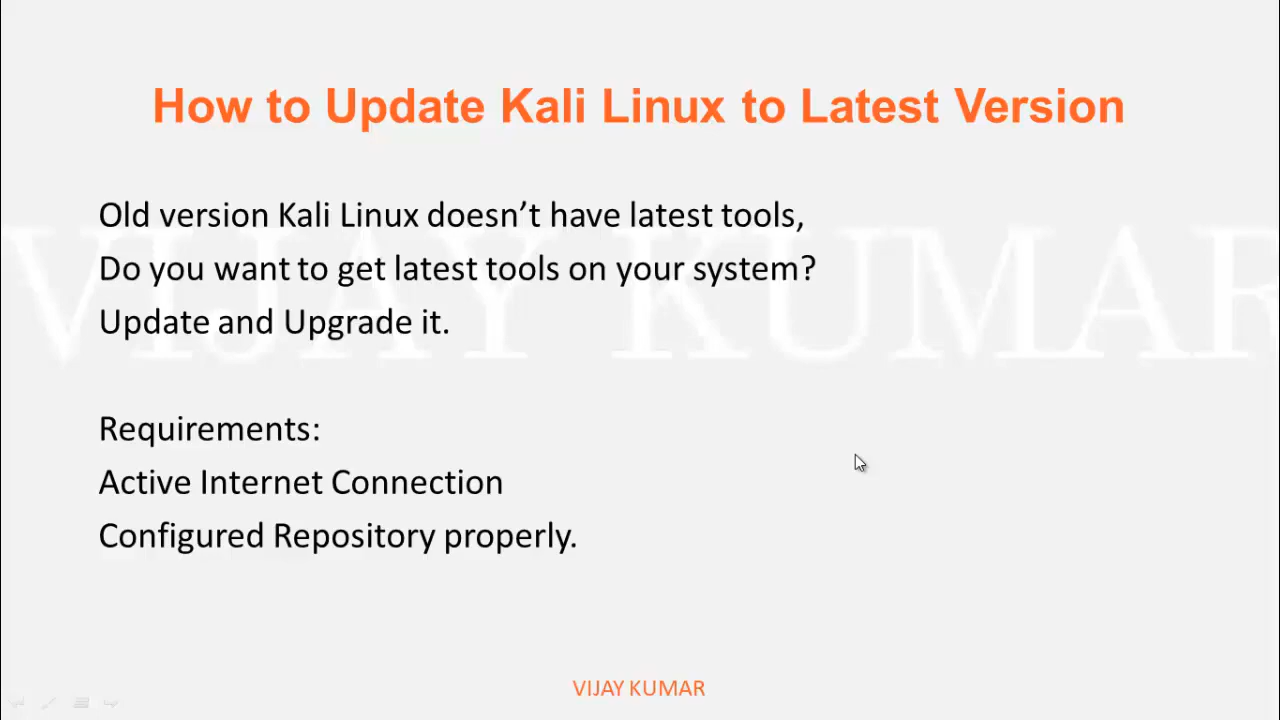 How to Update Kali Linux to Latest Version
Old version Kali Linux doesn’t have latest tools,
Do you want to get latest tools on your system?
Update and Upgrade it.
VIJAY KUMAR
Requirements:
Active Internet Connection
Configured Repository properly.
VIJAY KUMAR